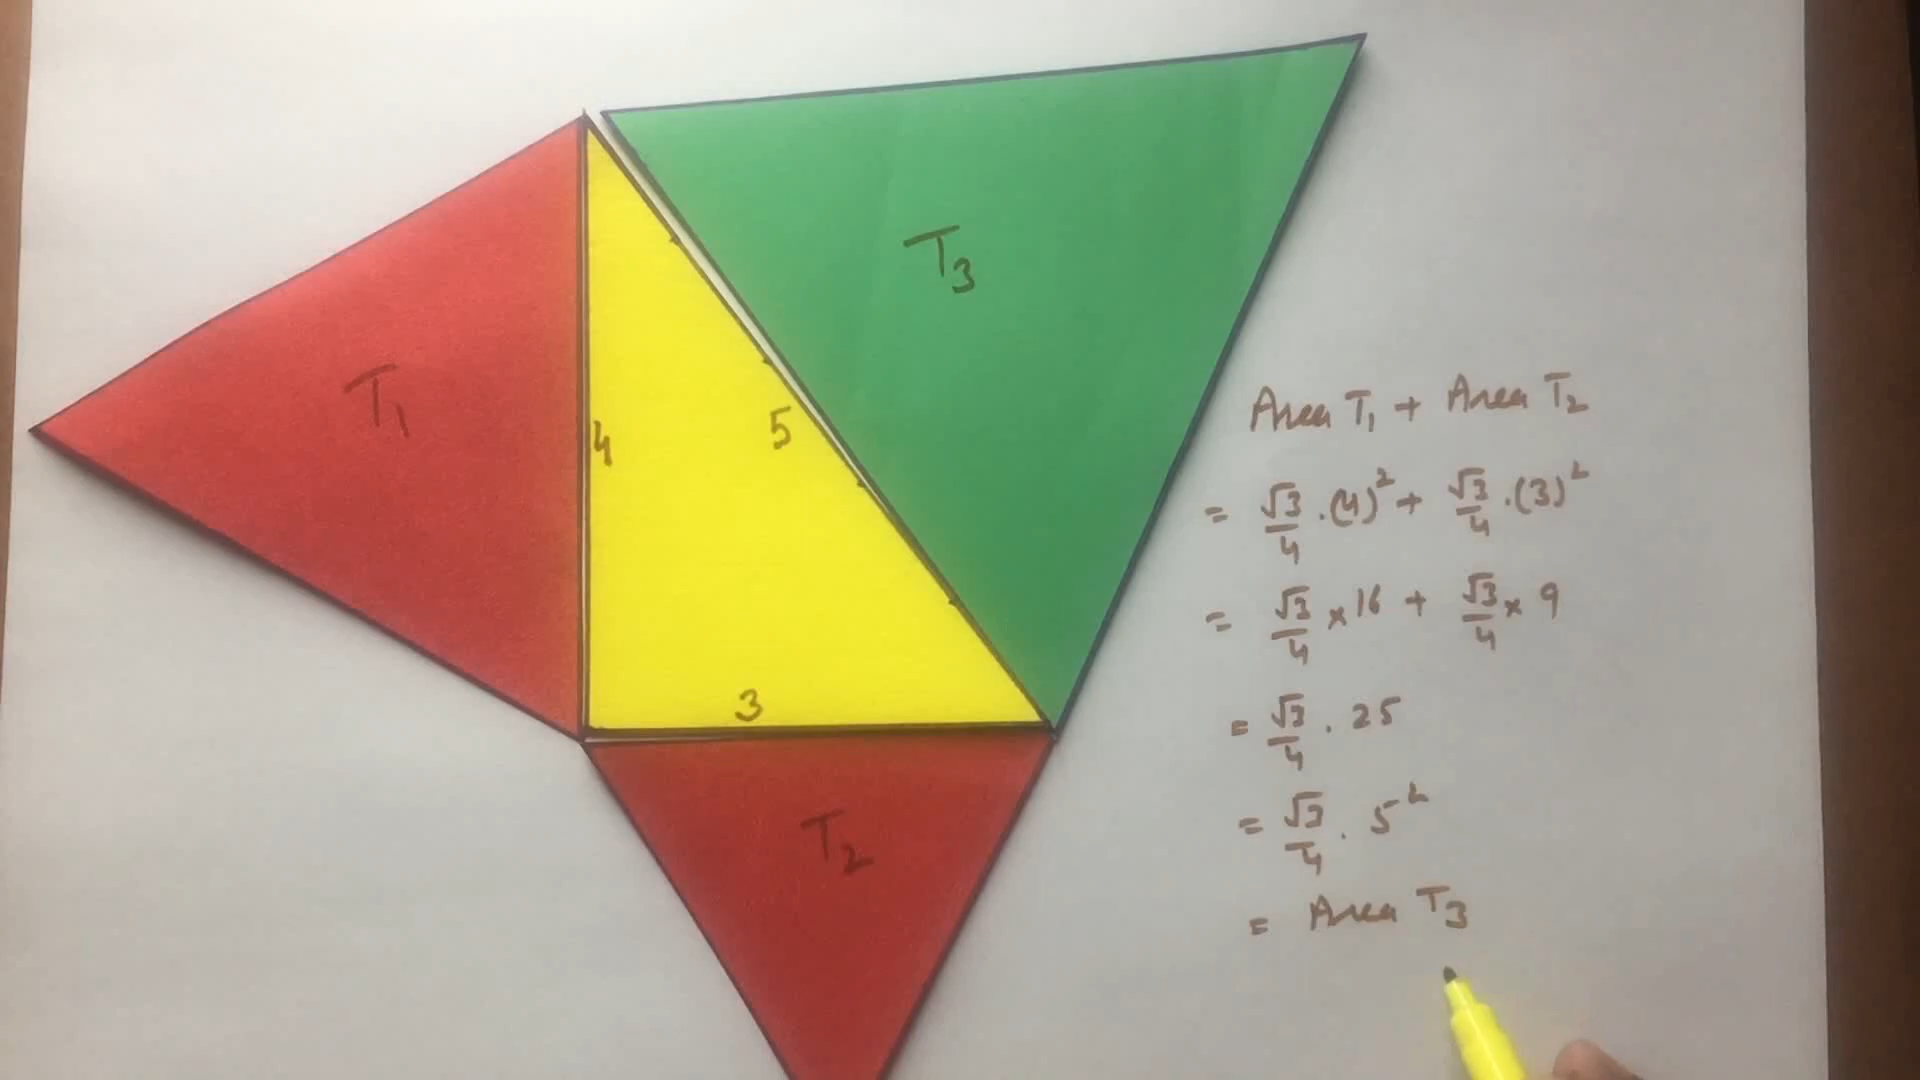 T₃
T₁
4
5
3
T₂
Area T₁ + Area T₂
= √3/4 · (4)² + √3/4 · (3)²
= √3/4 × 16 + √3/4 × 9
= √3/4 · 25
= √3/4 · 5²
= Area T₃